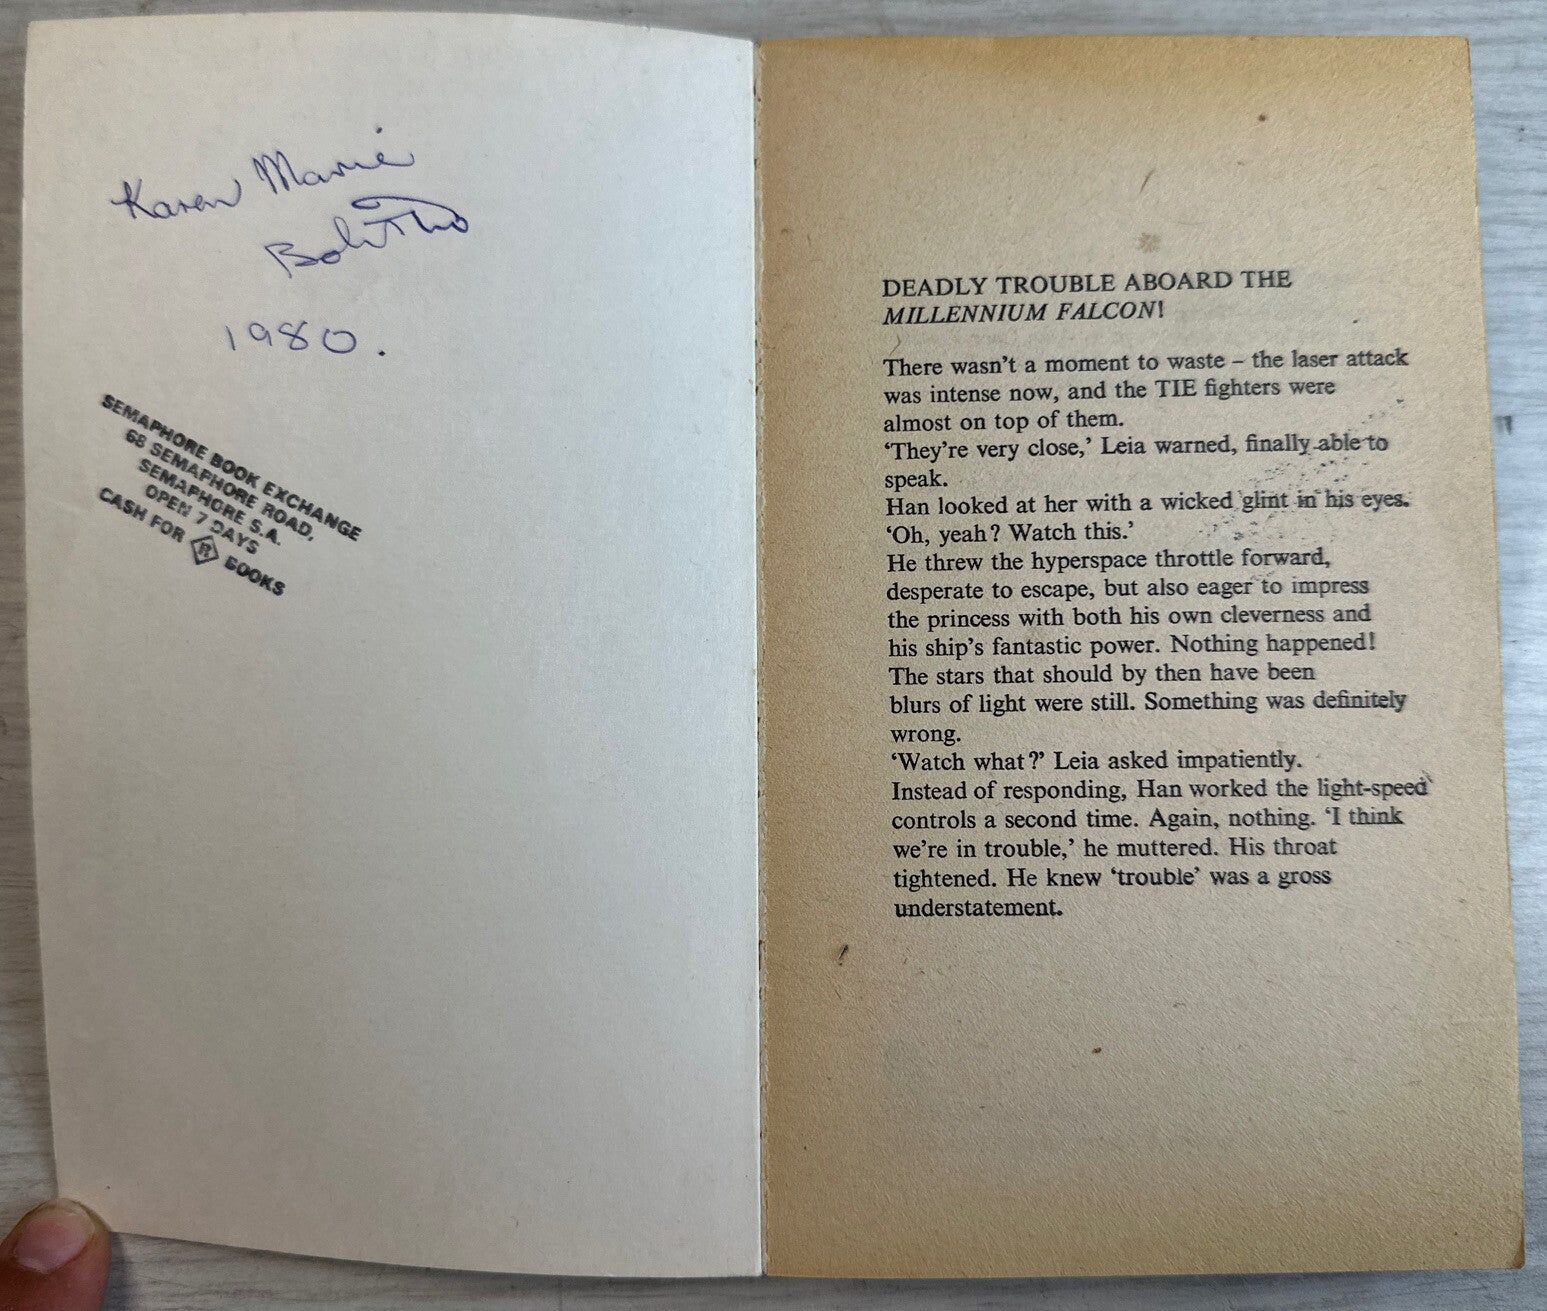 Karen Marie
Bolitho
1980.
SEMAPHORE BOOK EXCHANGE
68 SEMAPHORE ROAD,
SEMAPHORE S.A.
OPEN 7 DAYS
CASH FOR R BOOKS
DEADLY TROUBLE ABOARD THE
MILLENNIUM FALCON!
There wasn't a moment to waste – the laser attack
was intense now, and the TIE fighters were
almost on top of them.
‘They're very close,’ Leia warned, finally able to
speak.
Han looked at her with a wicked glint in his eyes.
‘Oh, yeah? Watch this.’
He threw the hyperspace throttle forward,
desperate to escape, but also eager to impress
the princess with both his own cleverness and
his ship's fantastic power. Nothing happened!
The stars that should by then have been
blurs of light were still. Something was definitely
wrong.
‘Watch what?’ Leia asked impatiently.
Instead of responding, Han worked the light-speed
controls a second time. Again, nothing. ‘I think
we're in trouble,’ he muttered. His throat
tightened. He knew ‘trouble’ was a gross
understatement.